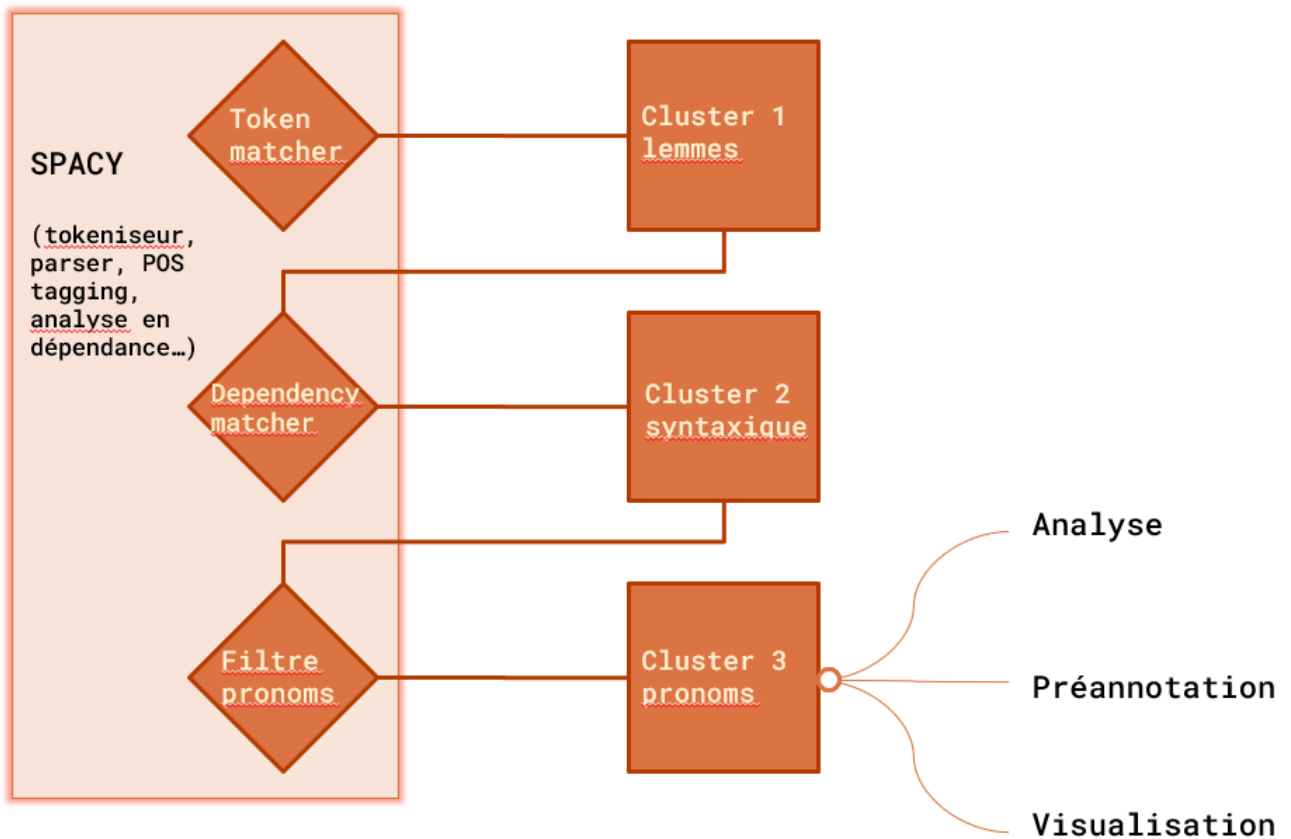 Token
matcher
Cluster 1
lemmes
SPACY
(tokeniseur,
parser, POS
tagging,
analyse en
dépendance…)
Dependency
matcher
Cluster 2
syntaxique
Filtre
pronoms
Cluster 3
pronoms
Analyse
Préannotation
Visualisation